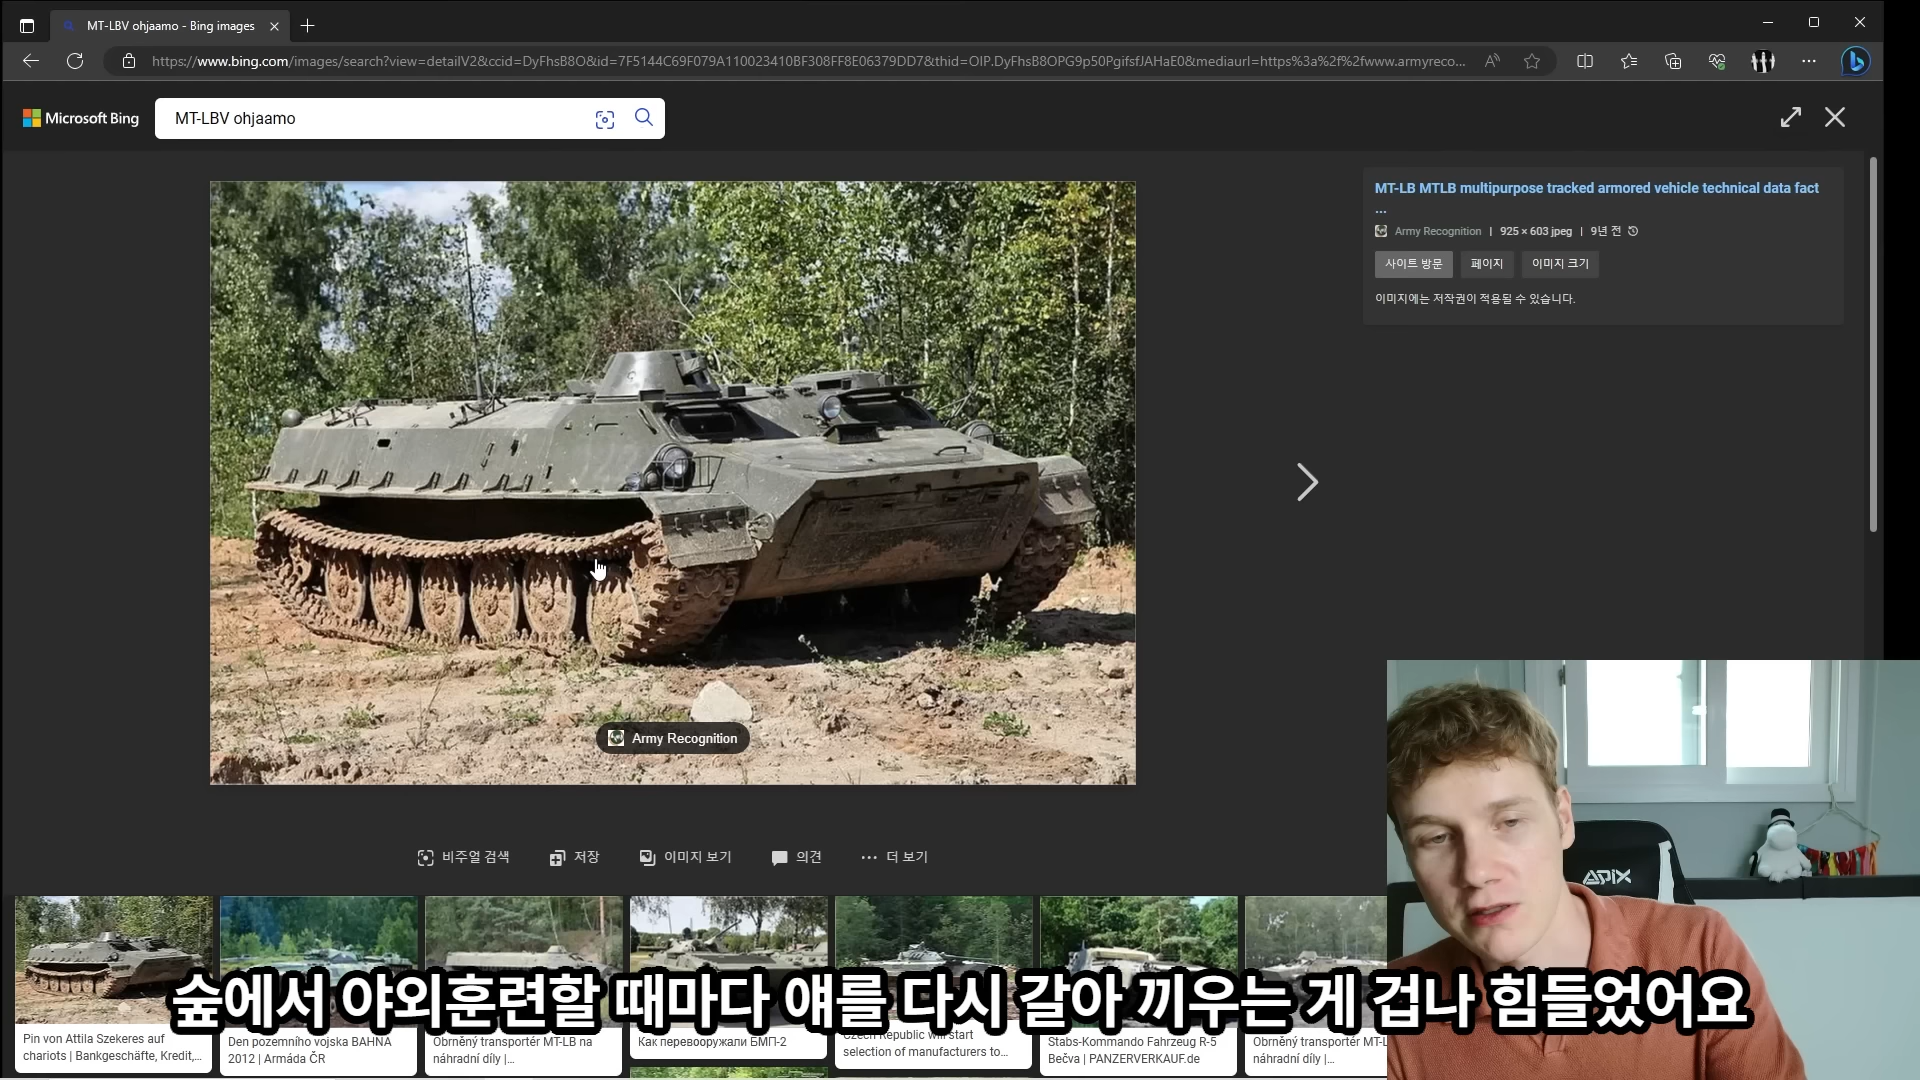 MT-LBV ohjaamo - Bing images
https://www.bing.com/images/search?view=detailV2&ccid=DyFhsB8O&id=7F5144C69F079A110023410BF308FF8E06379DD7&thid=OIP.DyFhsB8OPG9p50PgifsfJAHaE0&mediaurl=https%3a%2f%2fwww.armyreco...
Microsoft Bing
MT-LBV ohjaamo
MT-LB MTLB multipurpose tracked armored vehicle technical data fact
...
Army Recognition | 925 × 603 jpeg | 9년 전
사이트 방문 페이지 이미지 크기
이미지에는 저작권이 적용될 수 있습니다.
Army Recognition
비주얼 검색 저장 이미지 보기 의견 ... 더 보기
APIX
숲에서 야외훈련할 때마다 얘를 다시 갈아 끼우는 게 겁나 힘들었어요
Pin von Attila Szekeres auf
chariots | Bankgeschäfte, Kredit,...
Den pozemního vojska BAHNA
2012 | Armáda ČR
Obrněný transportér MT-LB na
náhradní díly |...
Как перевооружали БМП-2
Czech Republic will start
selection of manufacturers to...
Stabs-Kommando Fahrzeug R-5
Bečva | PANZERVERKAUF.de
Obrněný transportér MT-L
náhradní díly |...